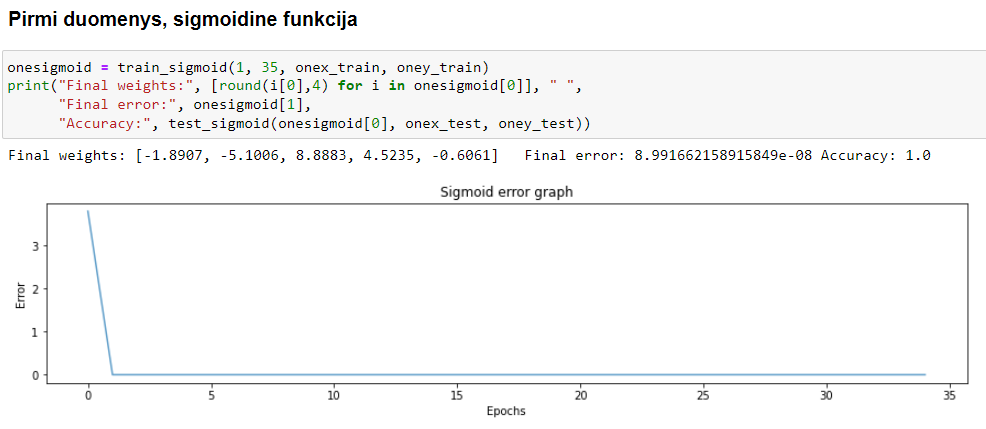 Pirmi duomenys, sigmoidine funkcija
onesigmoid = train_sigmoid(1, 35, onex_train, oney_train)
print("Final weights:", [round(i[0],4) for i in onesigmoid[0]], " ",
"Final error:", onesigmoid[1],
"Accuracy:", test_sigmoid(onesigmoid[0], onex_test, oney_test))
Final weights: [-1.8907, -5.1006, 8.8883, 4.5235, -0.6061]   Final error: 8.991662158915849e-08 Accuracy: 1.0
Sigmoid error graph
3
2
1
0
Error
0 5 10 15 20 25 30 35
Epochs